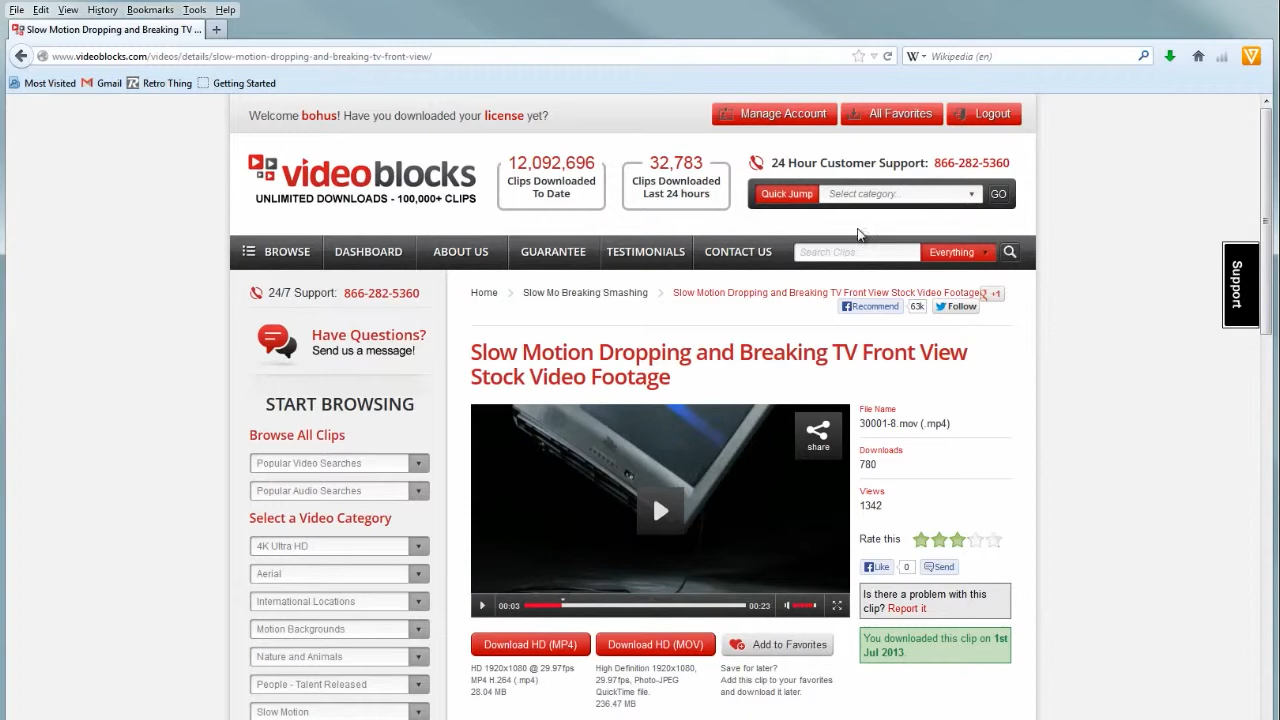 File Edit View History Bookmarks Tools Help
Slow Motion Dropping and Breaking TV ...
www.videoblocks.com/videos/details/slow-motion-dropping-and-breaking-tv-front-view/
Wikipedia (en)
Most Visited Gmail Retro Thing Getting Started
Welcome bohus! Have you downloaded your license yet?
Manage Account All Favorites Logout
videoblocks
UNLIMITED DOWNLOADS - 100,000+ CLIPS
12,092,696
Clips Downloaded
To Date
32,783
Clips Downloaded
Last 24 hours
24 Hour Customer Support: 866-282-5360
Quick Jump Select category... GO
BROWSE DASHBOARD ABOUT US GUARANTEE TESTIMONIALS CONTACT US Search Clips Everything
Support
24/7 Support: 866-282-5360
Have Questions?
Send us a message!
START BROWSING
Browse All Clips
Popular Video Searches
Popular Audio Searches
Select a Video Category
4K Ultra HD
Aerial
International Locations
Motion Backgrounds
Nature and Animals
People - Talent Released
Slow Motion
Home > Slow Mo Breaking Smashing > Slow Motion Dropping and Breaking TV Front View Stock Video Footage +1
Recommend 63k Follow
Slow Motion Dropping and Breaking TV Front View
Stock Video Footage
share
00:03 00:23
Download HD (MP4) Download HD (MOV) Add to Favorites
HD 1920x1080 @ 29.97fps
MP4 H.264 (.mp4)
28.04 MB
High Definition 1920x1080,
29.97fps, Photo-JPEG
QuickTime file.
236.47 MB
Save for later?
Add this clip to your favorites
and download it later.
File Name
30001-8.mov (.mp4)
Downloads
780
Views
1342
Rate this
Like 0 Send
Is there a problem with this
clip? Report it
You downloaded this clip on 1st
Jul 2013.